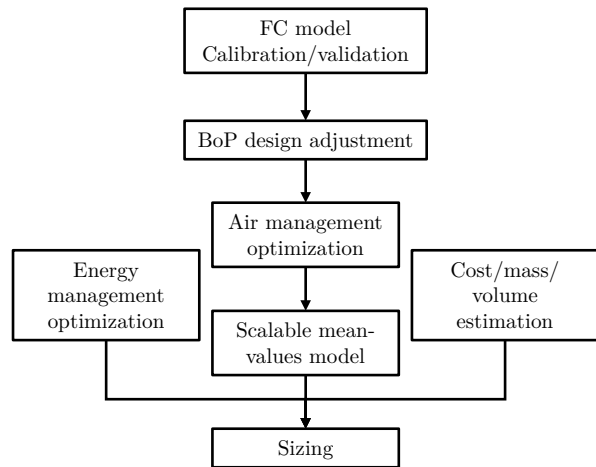 FC model
Calibration/validation
BoP design adjustment
Air management
optimization
Energy
management
optimization
Cost/mass/
volume
estimation
Scalable mean-
values model
Sizing